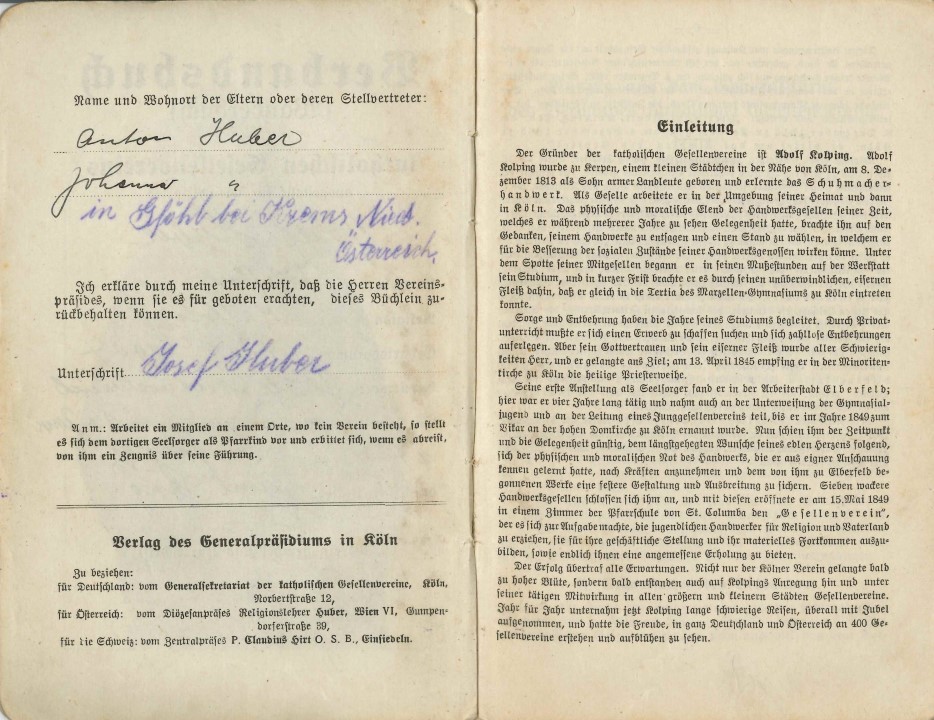 Name und Wohnort der Eltern oder deren Stellvertreter:
Anton Huber
Johanna "
in Gföhl bei Krems Nied.
Österreich.
Ich erkläre durch meine Unterschrift, daß die Herren Vereins-
präsides, wenn sie es für geboten erachten, dieses Büchlein zu-
rückbehalten können.
Unterschrift Josef Huber
Anm.: Arbeitet ein Mitglied an einem Orte, wo kein Verein besteht, so stellt
es sich dem dortigen Seelsorger als Pfarrkind vor und erbittet sich, wenn es abreist,
von ihm ein Zeugnis über seine Führung.
Verlag des Generalpräsidiums in Köln
Zu beziehen:
für Deutschland: vom Generalsekretariat der katholischen Gesellenvereine, Köln,
Norbertstraße 12,
für Österreich: vom Diözesanpräses Religionslehrer Huber, Wien VI, Gumpen-
dorferstraße 39,
für die Schweiz: vom Zentralpräses P. Claudius Hirt O. S. B., Einsiedeln.
Einleitung
Der Gründer der katholischen Gesellenvereine ist Adolf Kolping. Adolf
Kolping wurde zu Kerpen, einem kleinen Städtchen in der Nähe von Köln, am 8. De-
zember 1813 als Sohn armer Landleute geboren und erlernte das Schuhmacher-
handwerk. Als Geselle arbeitete er in der Umgebung seiner Heimat und dann
in Köln. Das physische und moralische Elend der Handwerksgesellen seiner Zeit,
welches er während mehrerer Jahre zu sehen Gelegenheit hatte, brachte ihn auf den
Gedanken, seinem Handwerke zu entsagen und einen Stand zu wählen, in welchem er
für die Besserung der sozialen Zustände seiner Handwerksgenossen wirken könne. Unter
dem Spotte seiner Mitgesellen begann er in seinen Mußestunden auf der Werkstatt
sein Studium, und in kurzer Frist brachte er es durch seinen unüberwindlichen, eisernen
Fleiß dahin, daß er gleich in die Tertia des Marzellen-Gymnasiums zu Köln eintreten
konnte.
Sorge und Entbehrung haben die Jahre seines Studiums begleitet. Durch Privat-
unterricht mußte er sich einen Erwerb zu schaffen suchen und sich zahllose Entbehrungen
auferlegen. Aber sein Gottvertrauen und sein eiserner Fleiß wurde aller Schwierig-
keiten Herr, und er gelangte ans Ziel; am 13. April 1845 empfing er in der Minoriten-
kirche zu Köln die heilige Priesterweihe.
Seine erste Anstellung als Seelsorger fand er in der Arbeiterstadt Elberfeld;
hier war er vier Jahre lang tätig und nahm auch an der Unterweisung der Gymnasial-
jugend und an der Leitung eines Junggesellenvereins teil, bis er im Jahre 1849 zum
Vikar an der hohen Domkirche zu Köln ernannt wurde. Nun schien ihm der Zeitpunkt
und die Gelegenheit günstig, dem längstgehegten Wunsche seines edlen Herzens folgend,
sich der physischen und moralischen Not des Handwerks, die er aus eigner Anschauung
kennen gelernt hatte, nach Kräften anzunehmen und dem von ihm zu Elberfeld be-
gonnenen Werke eine festere Gestaltung und Ausbreitung zu sichern. Sieben wackere
Handwerksgesellen schlossen sich ihm an, und mit diesen eröffnete er am 15. Mai 1849
in einem Zimmer der Pfarrschule von St. Columba den „Gesellenverein",
der es sich zur Aufgabe machte, die jugendlichen Handwerker für Religion und Vaterland
zu erziehen, sie für ihre geschäftliche Stellung und ihr materielles Fortkommen auszu-
bilden, sowie endlich ihnen eine angemessene Erholung zu bieten.
Der Erfolg übertraf alle Erwartungen. Nicht nur der Kölner Verein gelangte bald
zu hoher Blüte, sondern bald entstanden auch auf Kolpings Anregung hin und unter
seiner tätigen Mitwirkung in allen größern und kleinern Städten Gesellenvereine.
Jahr für Jahr unternahm jetzt Kolping lange schwierige Reisen, überall mit Jubel
aufgenommen, und hatte die Freude, in ganz Deutschland und Österreich an 400 Ge-
sellenvereine erstehen und aufblühen zu sehen.